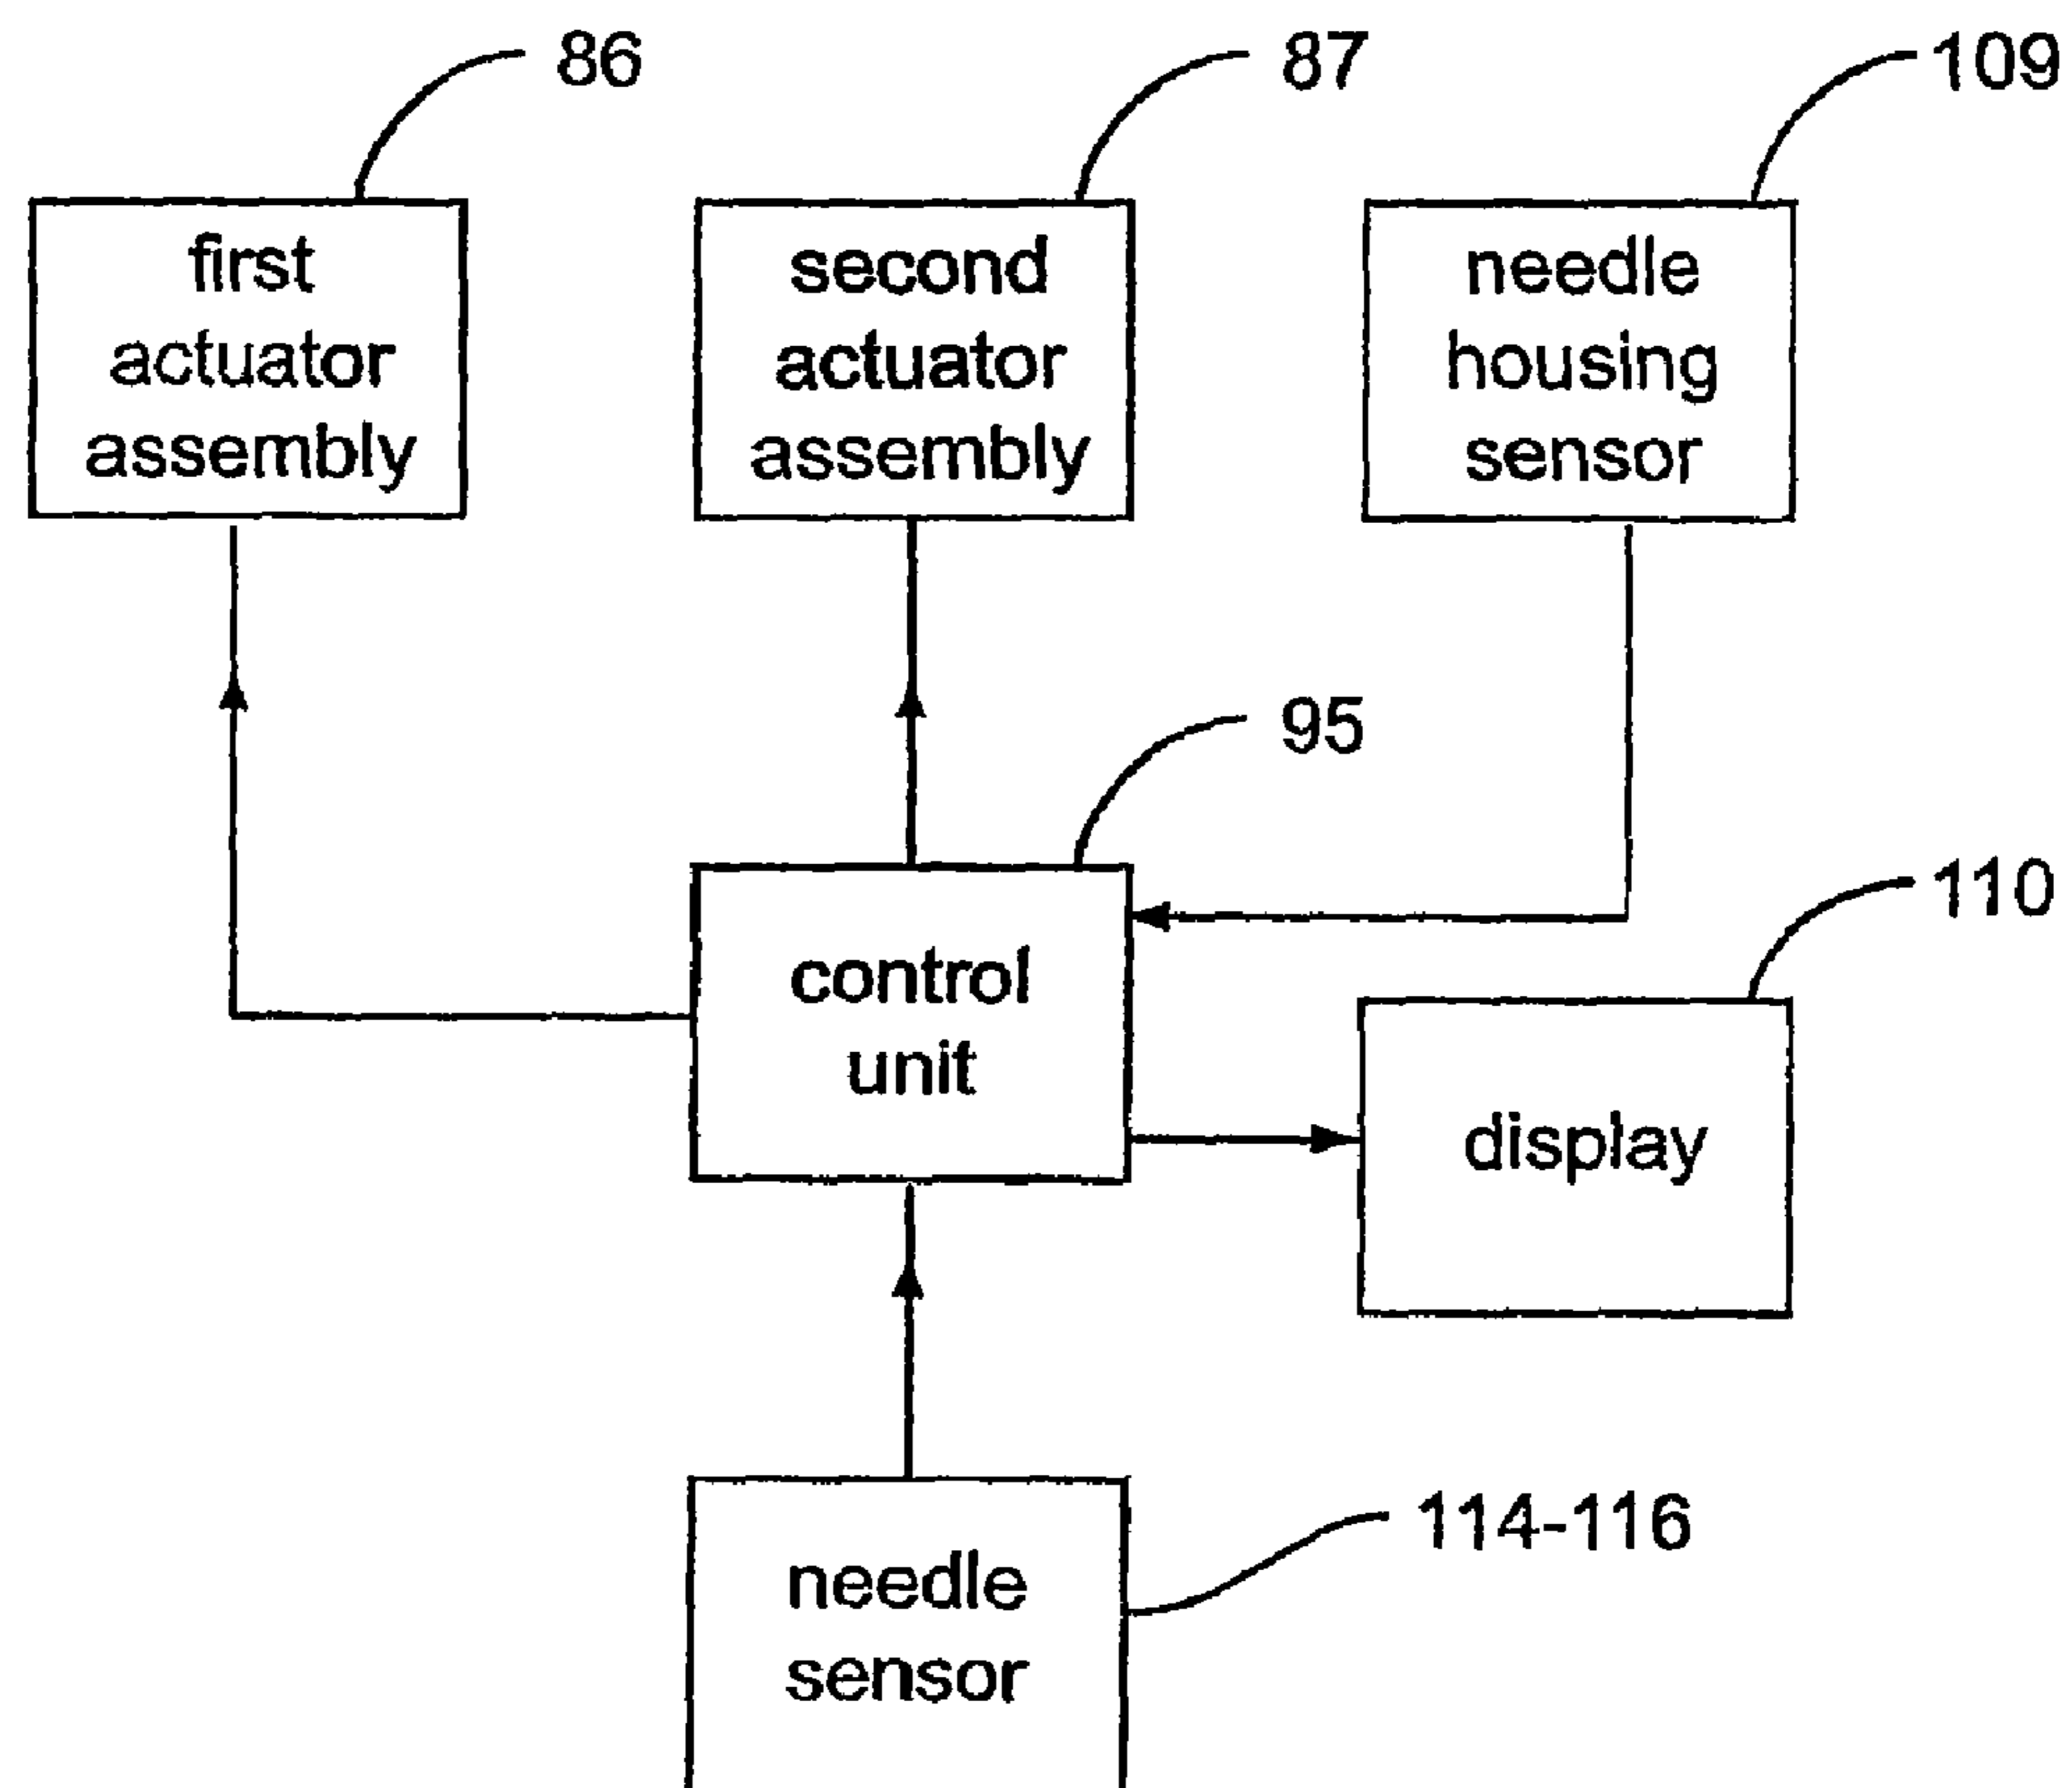 86
87
109
first
actuator
assembly
second
actuator
assembly
needle
housing
sensor
95
110
control
unit
display
114-116
needle
sensor